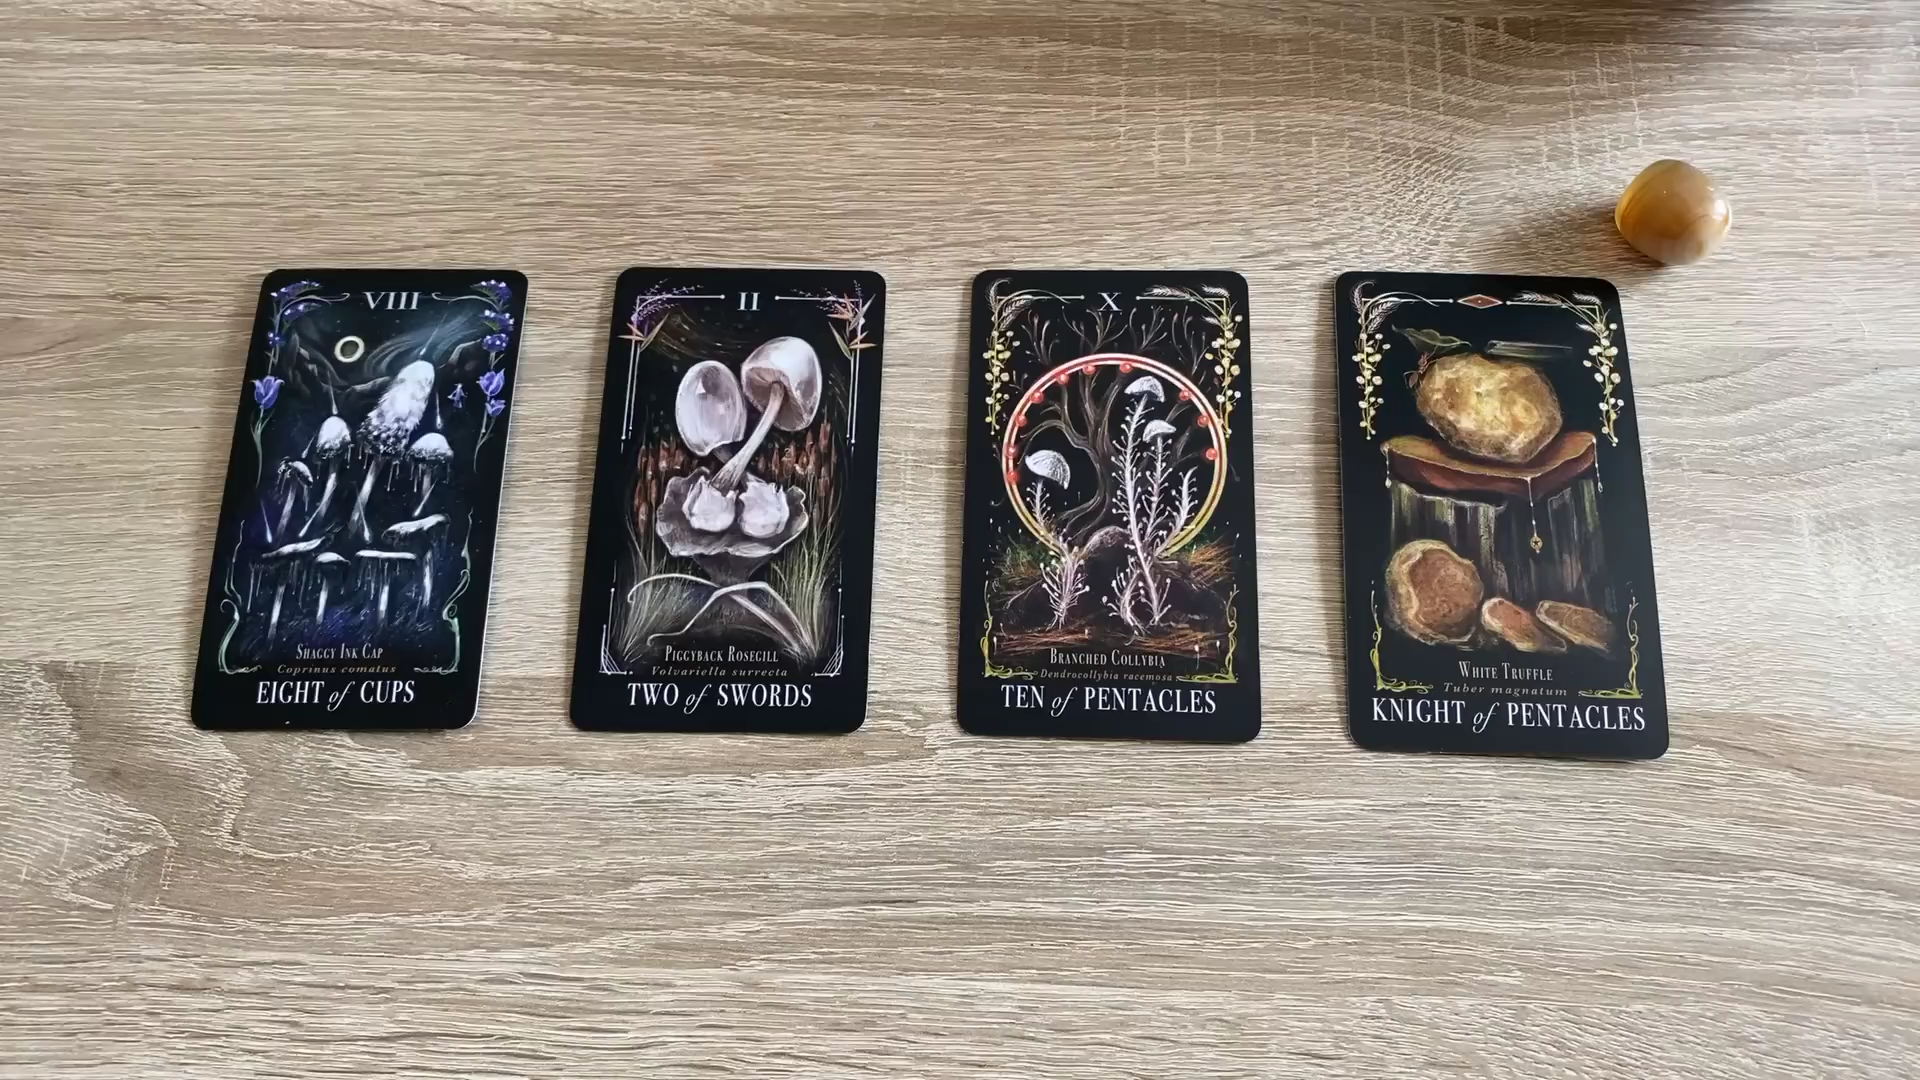 VIII
SHAGGY INK CAP
Coprinus comatus
EIGHT of CUPS
II
PIGGYBACK ROSEGILL
Volvariella surrecta
TWO of SWORDS
X
BRANCHED COLLYBIA
Dendrocollybia racemosa
TEN of PENTACLES
WHITE TRUFFLE
Tuber magnatum
KNIGHT of PENTACLES